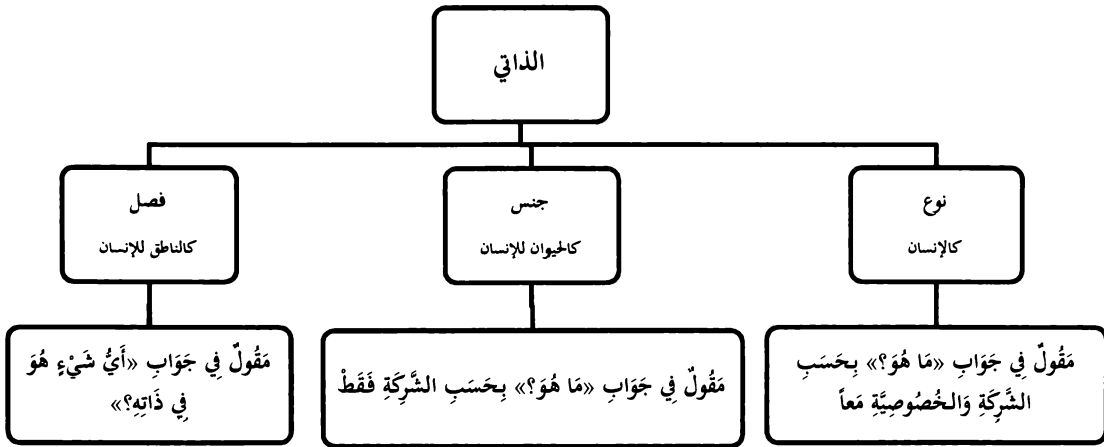 الذاتي
نوع
كالإنسان
جنس
كالحيوان للإنسان
فصل
كالناطق للإنسان
مَقُولٌ فِي جَوَابِ «مَا هُوَ؟» بِحَسَبِ
الشَّرِكَةِ وَالخُصُوصِيَّةِ مَعاً
مَقُولٌ فِي جَوَابِ «مَا هُوَ؟» بِحَسَبِ الشَّرِكَةِ فَقَطْ
مَقُولٌ فِي جَوَابِ «أَيُّ شَيْءٍ هُوَ
فِي ذَاتِهِ؟»